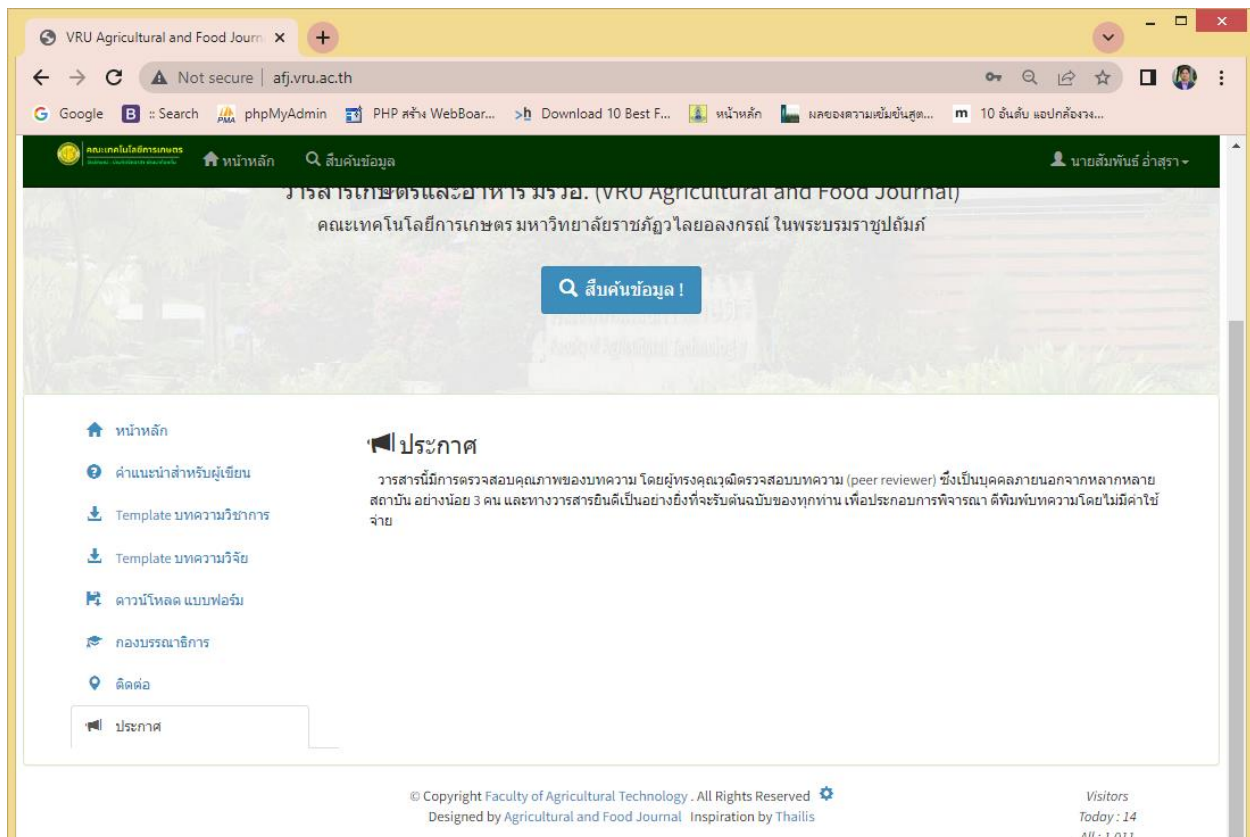 VRU Agricultural and Food Journ
Not secure | afj.vru.ac.th
Google :: Search phpMyAdmin PHP สร้าง WebBoar... Download 10 Best F... หน้าหลัก ผลของความเข้มข้นสูต... 10 อันดับ แอปกล้องวง...
คณะเทคโนโลยีการเกษตร หน้าหลัก สืบค้นข้อมูล นายสัมพันธ์ อ่ำสุรา
วารสารเกษตรและอาหาร มรวอ. (VRU Agricultural and Food Journal)
คณะเทคโนโลยีการเกษตร มหาวิทยาลัยราชภัฏวไลยอลงกรณ์ ในพระบรมราชูปถัมภ์
สืบค้นข้อมูล !
หน้าหลัก
คำแนะนำสำหรับผู้เขียน
Template บทความวิชาการ
Template บทความวิจัย
ดาวน์โหลด แบบฟอร์ม
กองบรรณาธิการ
ติดต่อ
ประกาศ
ประกาศ
วารสารนี้มีการตรวจสอบคุณภาพของบทความ โดยผู้ทรงคุณวุฒิตรวจสอบบทความ (peer reviewer) ซึ่งเป็นบุคคลภายนอกจากหลากหลาย
สถาบัน อย่างน้อย 3 คน และทางวารสารยินดีเป็นอย่างยิ่งที่จะรับต้นฉบับของทุกท่าน เพื่อประกอบการพิจารณา ตีพิมพ์บทความโดยไม่มีค่าใช้
จ่าย
© Copyright Faculty of Agricultural Technology . All Rights Reserved
Designed by Agricultural and Food Journal Inspiration by Thailis
Visitors
Today : 14
All : 1,011